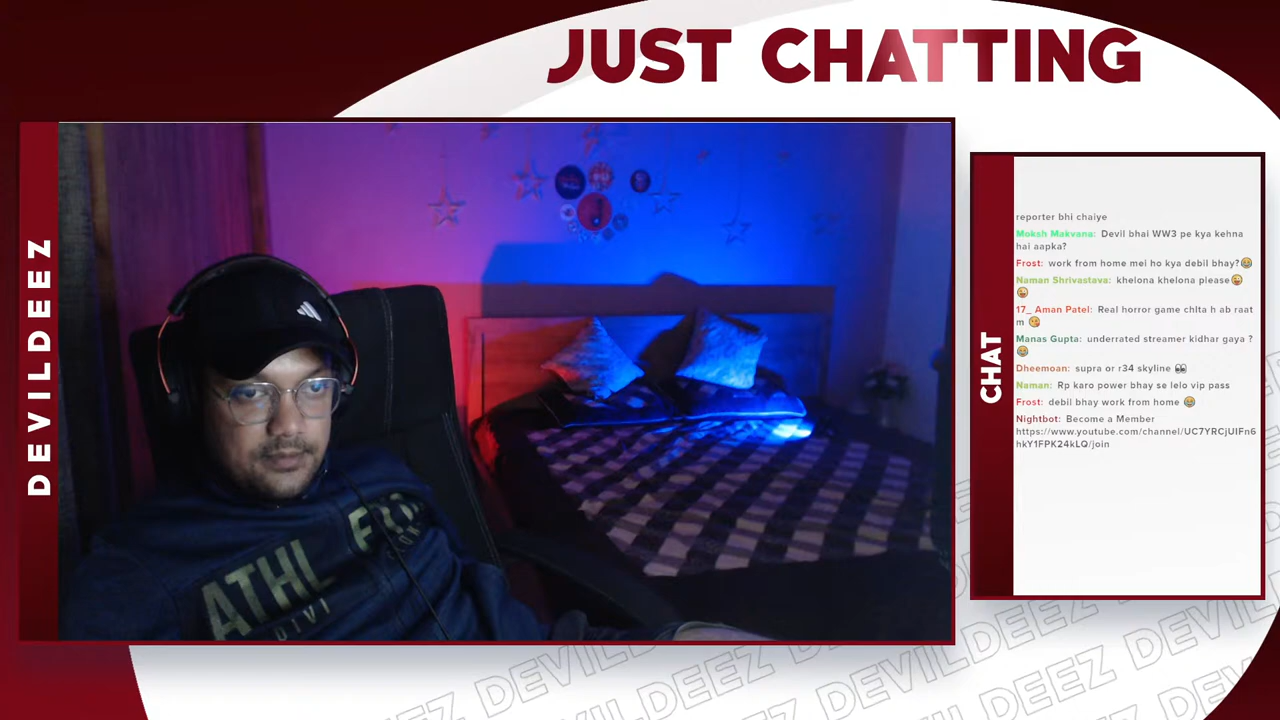 JUST CHATTING
DEVILDEEZ
ATHL
DIVI
CHAT
reporter bhi chaiye
Moksh Makvana: Devil bhai WW3 pe kya kehna
hai aapka?
Frost: work from home mei ho kya debil bhay?😂
Naman Shrivastava: khelona khelona please😜
😜
17_ Aman Patel: Real horror game chlta h ab raat
m 😘
Manas Gupta: underrated streamer kidhar gaya ?
😂
Dheemoan: supra or r34 skyline 👀
Naman: Rp karo power bhay se lelo vip pass
Frost: debil bhay work from home 😂
Nightbot: Become a Member
https://www.youtube.com/channel/UC7YRCjUIFn6
hkY1FPK24kLQ/join
DEVILDEEZ DEVILDEEZ DEVILDEEZ